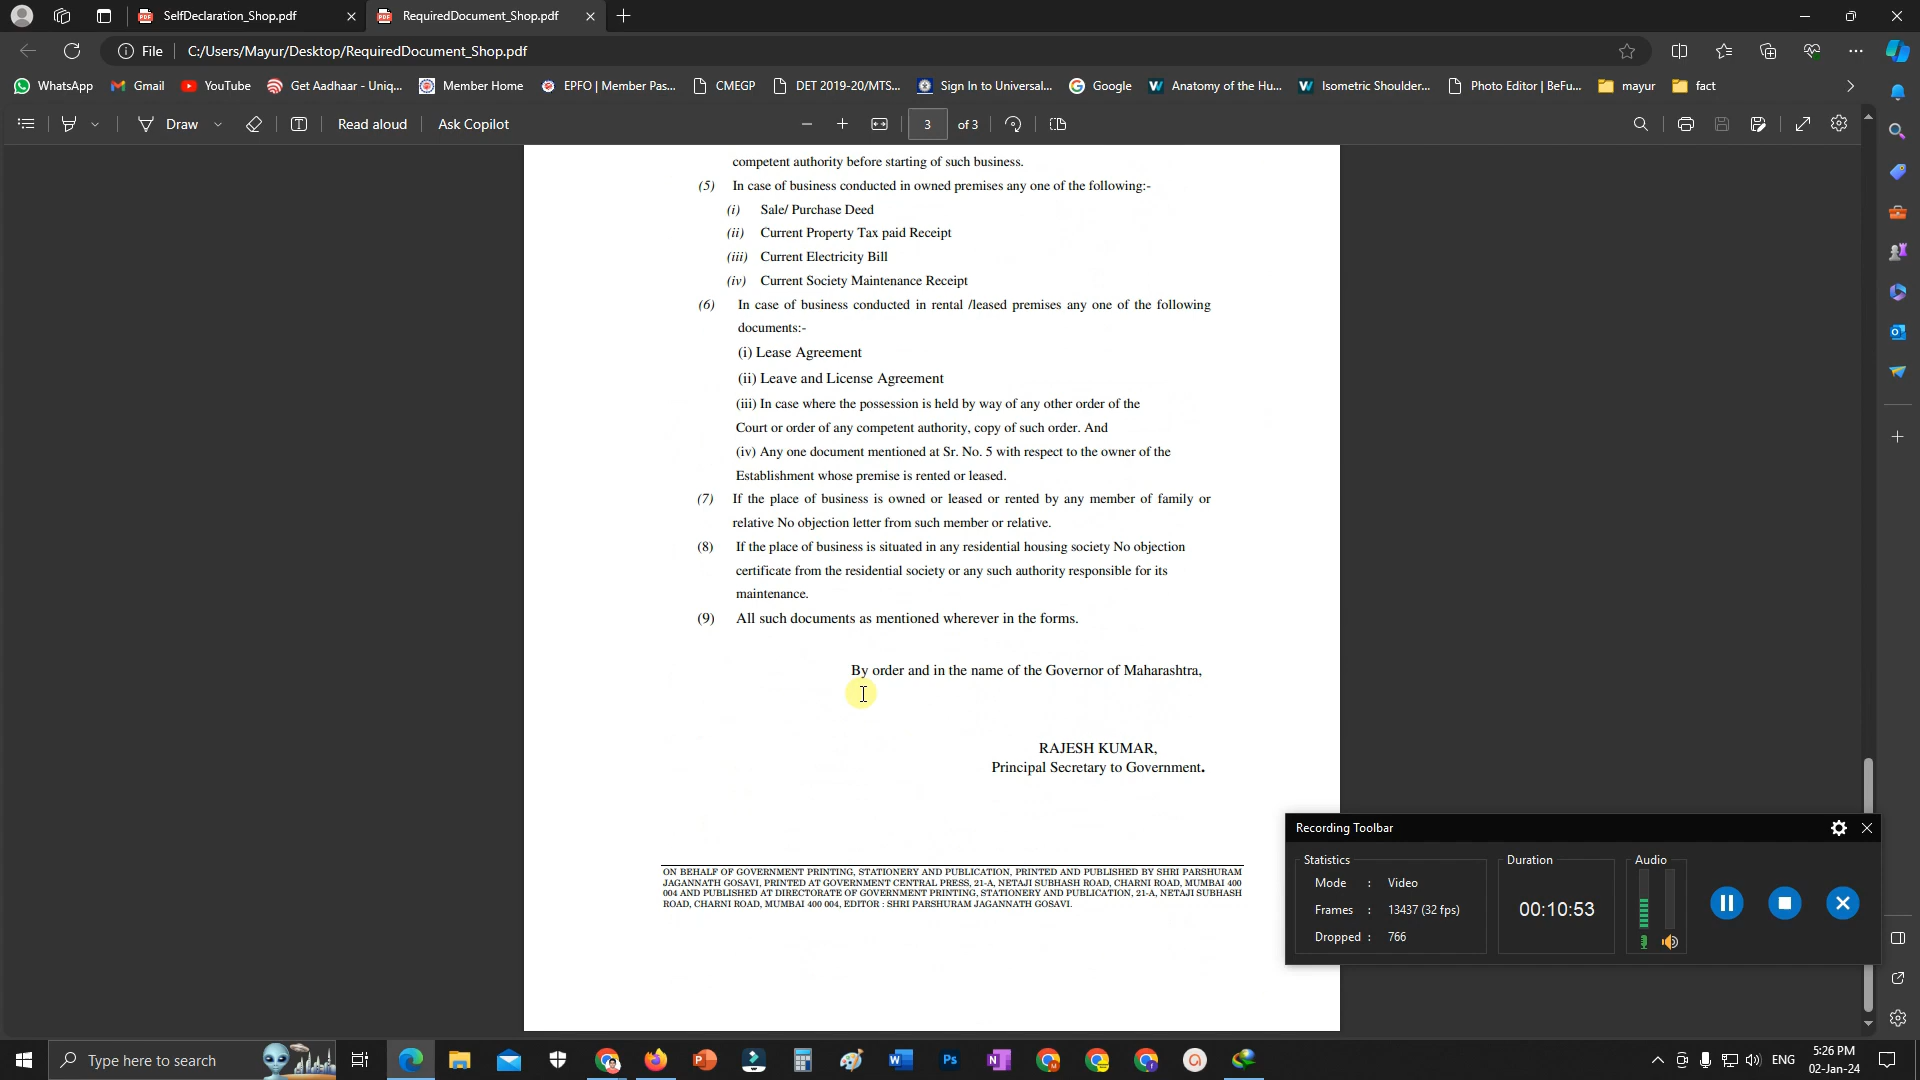 SelfDeclaration_Shop.pdf
RequiredDocument_Shop.pdf
File
C:/Users/Mayur/Desktop/RequiredDocument_Shop.pdf
WhatsApp
Gmail
YouTube
Get Aadhaar - Uniq...
Member Home
EPFO | Member Pas...
CMEGP
DET 2019-20/MTS...
Sign In to Universal...
Google
Anatomy of the Hu...
Isometric Shoulder...
Photo Editor | BeFu...
mayur
fact
Draw
Read aloud
Ask Copilot
3
of 3
competent authority before starting of such business.
(5) In case of business conducted in owned premises any one of the following:-
(i) Sale/ Purchase Deed
(ii) Current Property Tax paid Receipt
(iii) Current Electricity Bill
(iv) Current Society Maintenance Receipt
(6) In case of business conducted in rental /leased premises any one of the following
documents:-
(i) Lease Agreement
(ii) Leave and License Agreement
(iii) In case where the possession is held by way of any other order of the
Court or order of any competent authority, copy of such order. And
(iv) Any one document mentioned at Sr. No. 5 with respect to the owner of the
Establishment whose premise is rented or leased.
(7) If the place of business is owned or leased or rented by any member of family or
relative No objection letter from such member or relative.
(8) If the place of business is situated in any residential housing society No objection
certificate from the residential society or any such authority responsible for its
maintenance.
(9) All such documents as mentioned wherever in the forms.
By order and in the name of the Governor of Maharashtra,
RAJESH KUMAR,
Principal Secretary to Government.
ON BEHALF OF GOVERNMENT PRINTING, STATIONERY AND PUBLICATION, PRINTED AND PUBLISHED BY SHRI PARSHURAM
JAGANNATH GOSAVI, PRINTED AT GOVERNMENT CENTRAL PRESS, 21-A, NETAJI SUBHASH ROAD, CHARNI ROAD, MUMBAI 400
004 AND PUBLISHED AT DIRECTORATE OF GOVERNMENT PRINTING, STATIONERY AND PUBLICATION, 21-A, NETAJI SUBHASH
ROAD, CHARNI ROAD, MUMBAI 400 004, EDITOR : SHRI PARSHURAM JAGANNATH GOSAVI.
Recording Toolbar
Statistics
Mode : Video
Frames : 13437 (32 fps)
Dropped : 766
Duration
00:10:53
Audio
Type here to search
ENG
5:26 PM
02-Jan-24